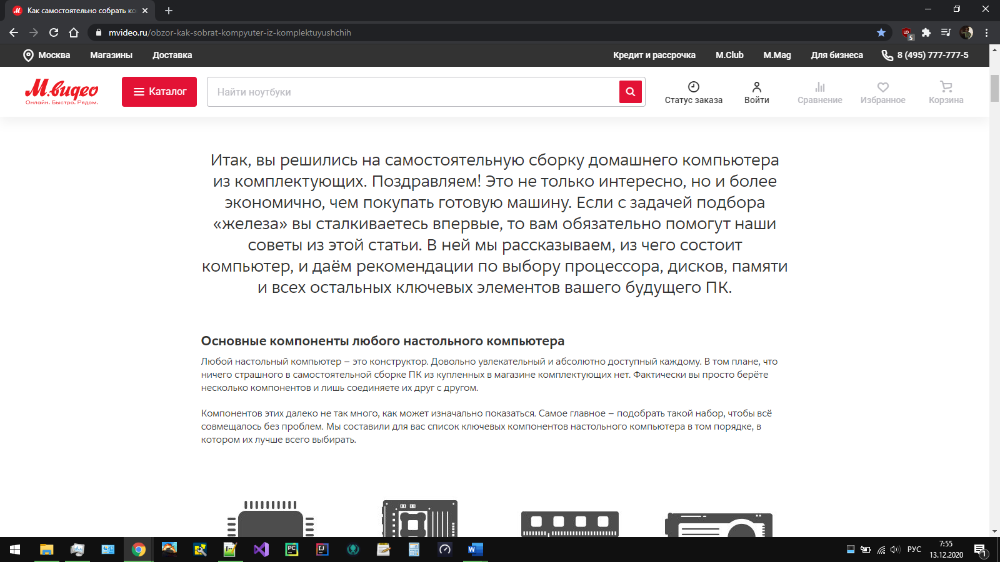 Как самостоятельно собрать ко
mvideo.ru/obzor-kak-sobrat-kompyuter-iz-komplektuyushchih
5
Москва Магазины Доставка Кредит и рассрочка M.Club M.Mag Для бизнеса 8 (495) 777-777-5
М.видео
Онлайн. Быстро. Рядом.
Каталог
Найти ноутбуки
Статус заказа Войти Сравнение Избранное Корзина
Итак, вы решились на самостоятельную сборку домашнего компьютера
из комплектующих. Поздравляем! Это не только интересно, но и более
экономично, чем покупать готовую машину. Если с задачей подбора
«железа» вы сталкиваетесь впервые, то вам обязательно помогут наши
советы из этой статьи. В ней мы рассказываем, из чего состоит
компьютер, и даём рекомендации по выбору процессора, дисков, памяти
и всех остальных ключевых элементов вашего будущего ПК.
Основные компоненты любого настольного компьютера
Любой настольный компьютер – это конструктор. Довольно увлекательный и абсолютно доступный каждому. В том плане, что
ничего страшного в самостоятельной сборке ПК из купленных в магазине комплектующих нет. Фактически вы просто берёте
несколько компонентов и лишь соединяете их друг с другом.
Компонентов этих далеко не так много, как может изначально показаться. Самое главное – подобрать такой набор, чтобы всё
совмещалось без проблем. Мы составили для вас список ключевых компонентов настольного компьютера в том порядке, в
котором их лучше всего выбирать.
РУС
7:55
13.12.2020
1